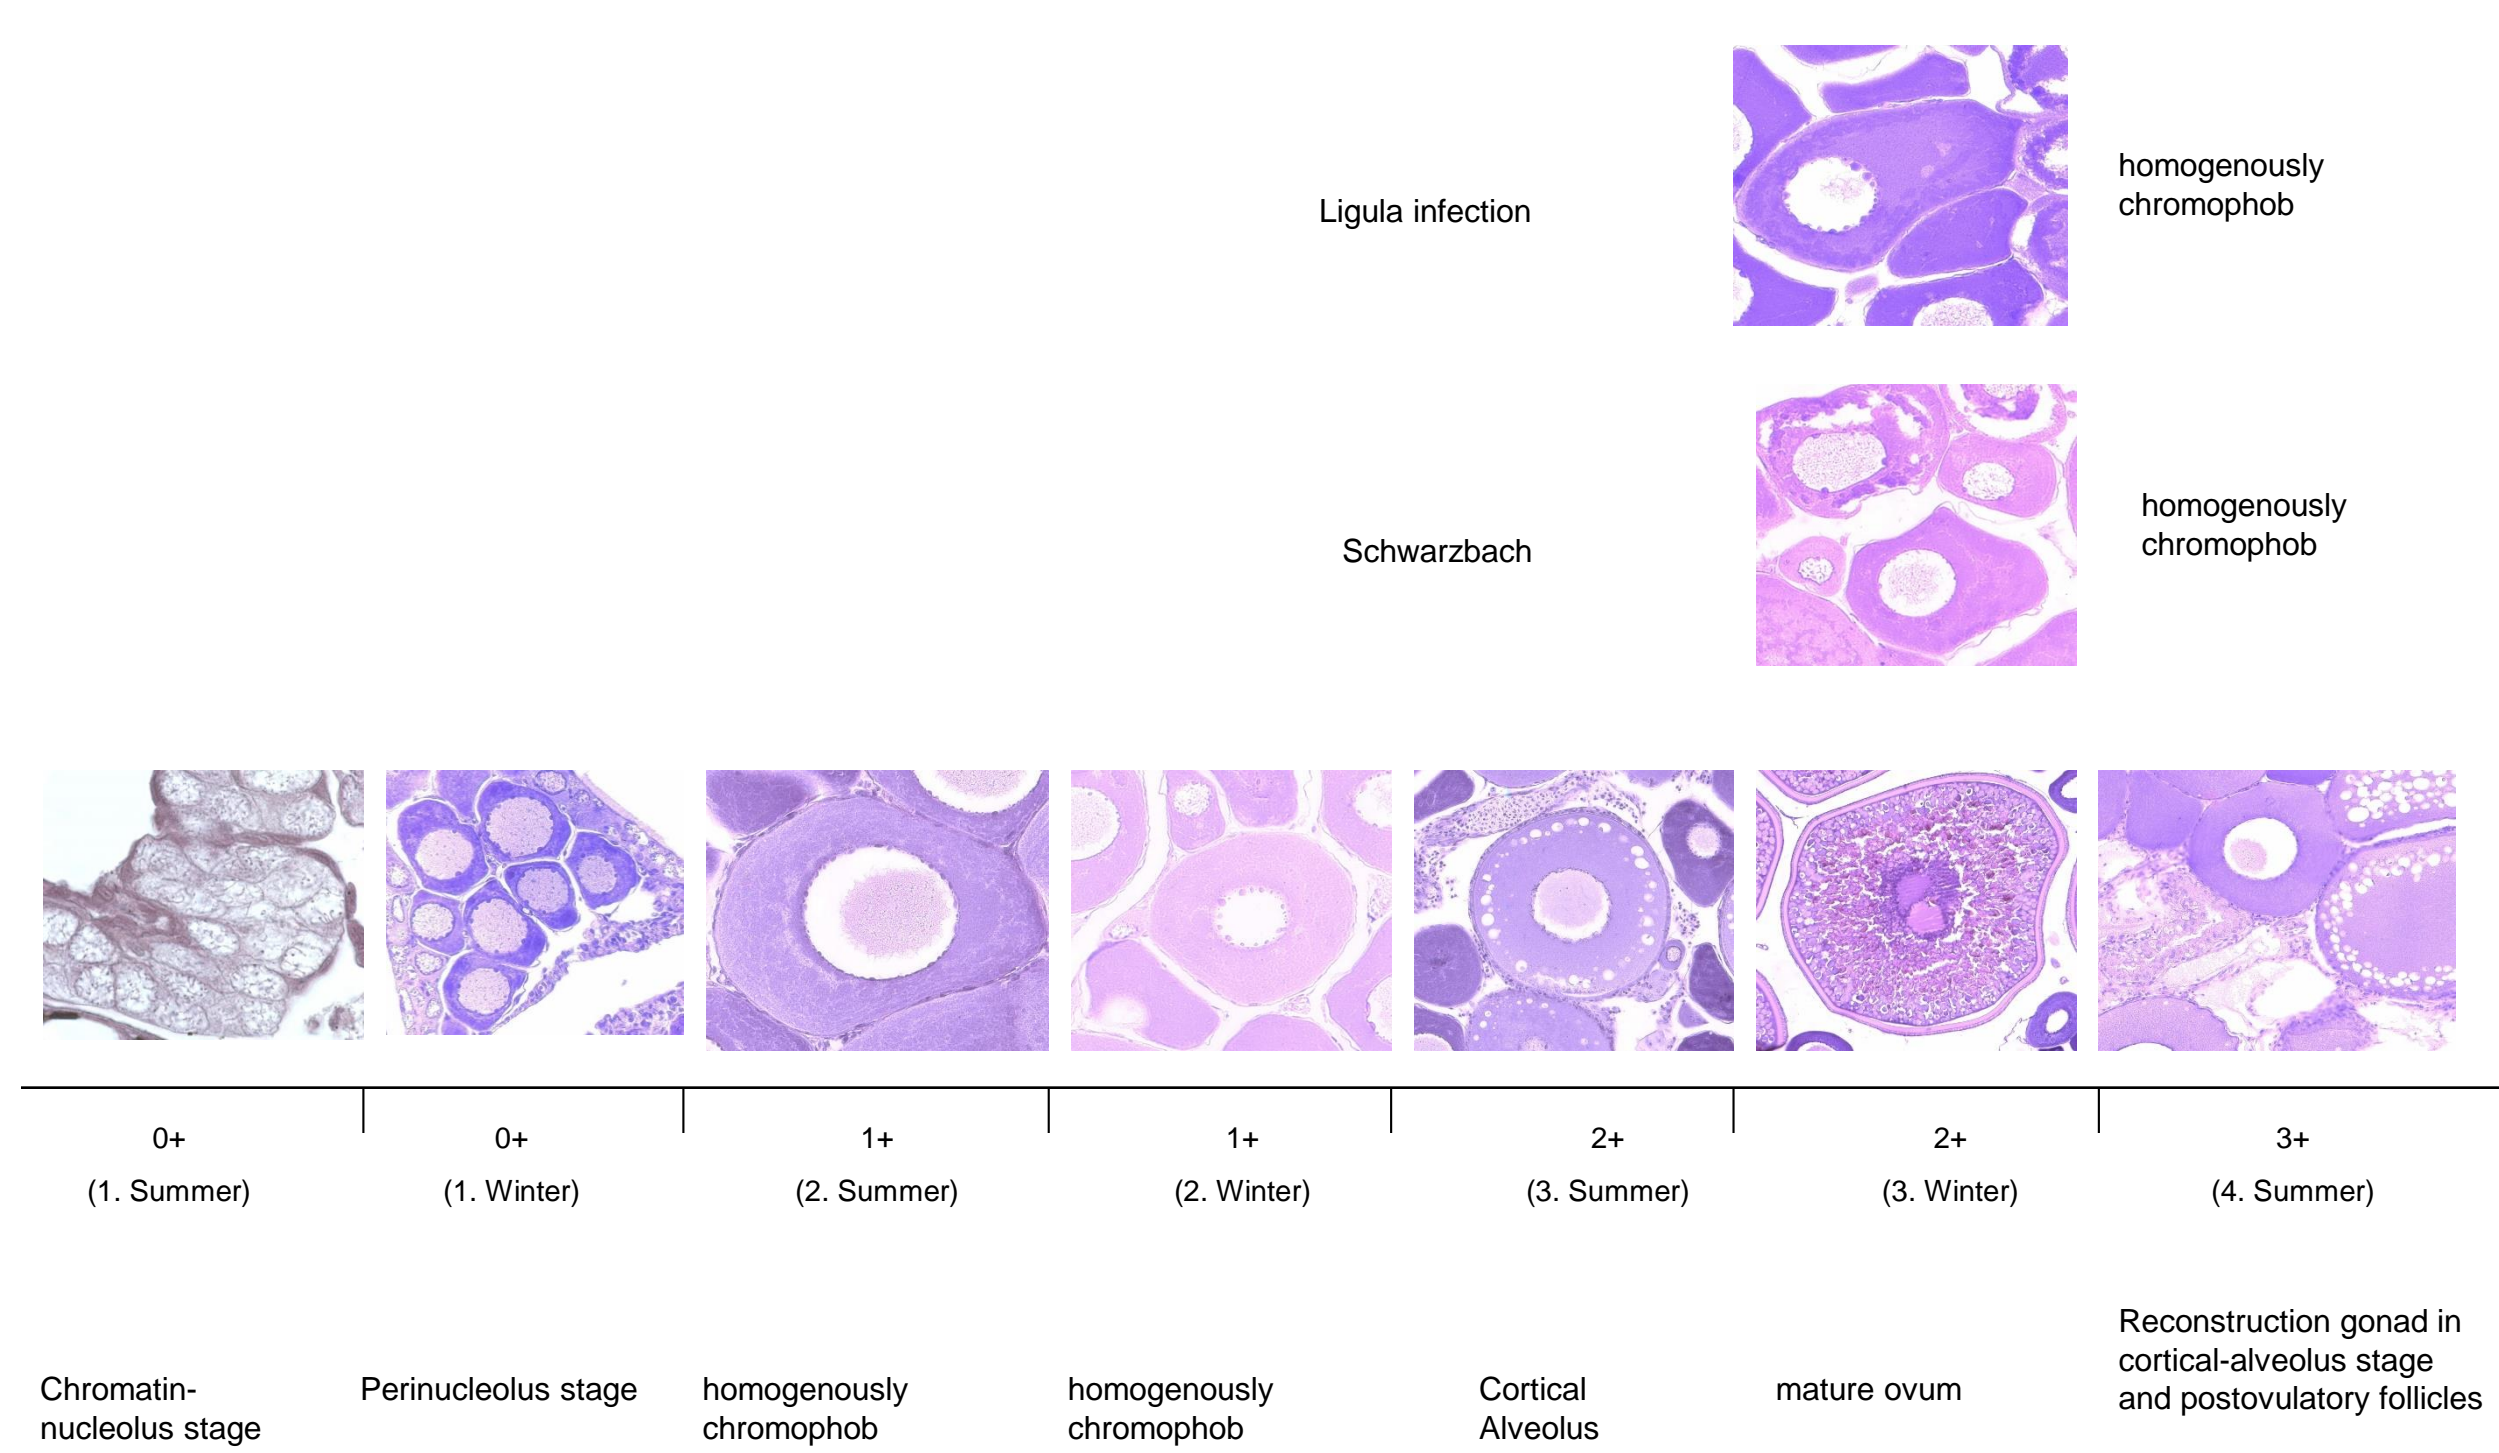 Ligula infection
homogenously
chromophob
Schwarzbach
homogenously
chromophob
0+
0+
1+
1+
2+
2+
3+
(1. Summer)
(1. Winter)
(2. Summer)
(2. Winter)
(3. Summer)
(3. Winter)
(4. Summer)
Chromatin-
nucleolus stage
Perinucleolus stage
homogenously
chromophob
homogenously
chromophob
Cortical
Alveolus
mature ovum
Reconstruction gonad in
cortical-alveolus stage
and postovulatory follicles